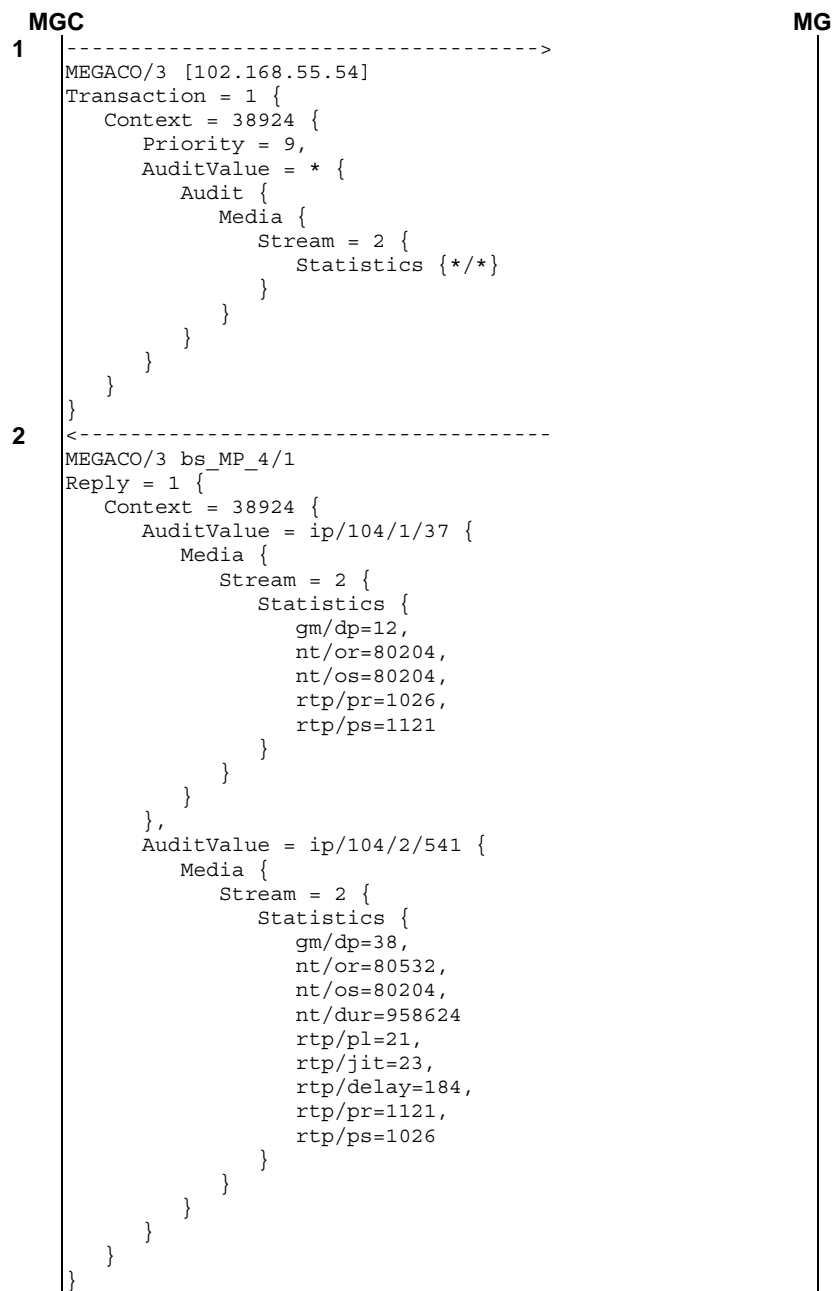 MGC MG
1 ------------------------------------->
MEGACO/3 [102.168.55.54]
Transaction = 1 {
   Context = 38924 {
      Priority = 9,
      AuditValue = * {
         Audit {
            Media {
               Stream = 2 {
                  Statistics {*/*}
               }
            }
         }
      }
   }
}
2 <-------------------------------------
MEGACO/3 bs_MP_4/1
Reply = 1 {
   Context = 38924 {
      AuditValue = ip/104/1/37 {
         Media {
            Stream = 2 {
               Statistics {
                  gm/dp=12,
                  nt/or=80204,
                  nt/os=80204,
                  rtp/pr=1026,
                  rtp/ps=1121
               }
            }
         }
      },
      AuditValue = ip/104/2/541 {
         Media {
            Stream = 2 {
               Statistics {
                  gm/dp=38,
                  nt/or=80532,
                  nt/os=80204,
                  nt/dur=958624
                  rtp/pl=21,
                  rtp/jit=23,
                  rtp/delay=184,
                  rtp/pr=1121,
                  rtp/ps=1026
               }
            }
         }
      }
   }
}